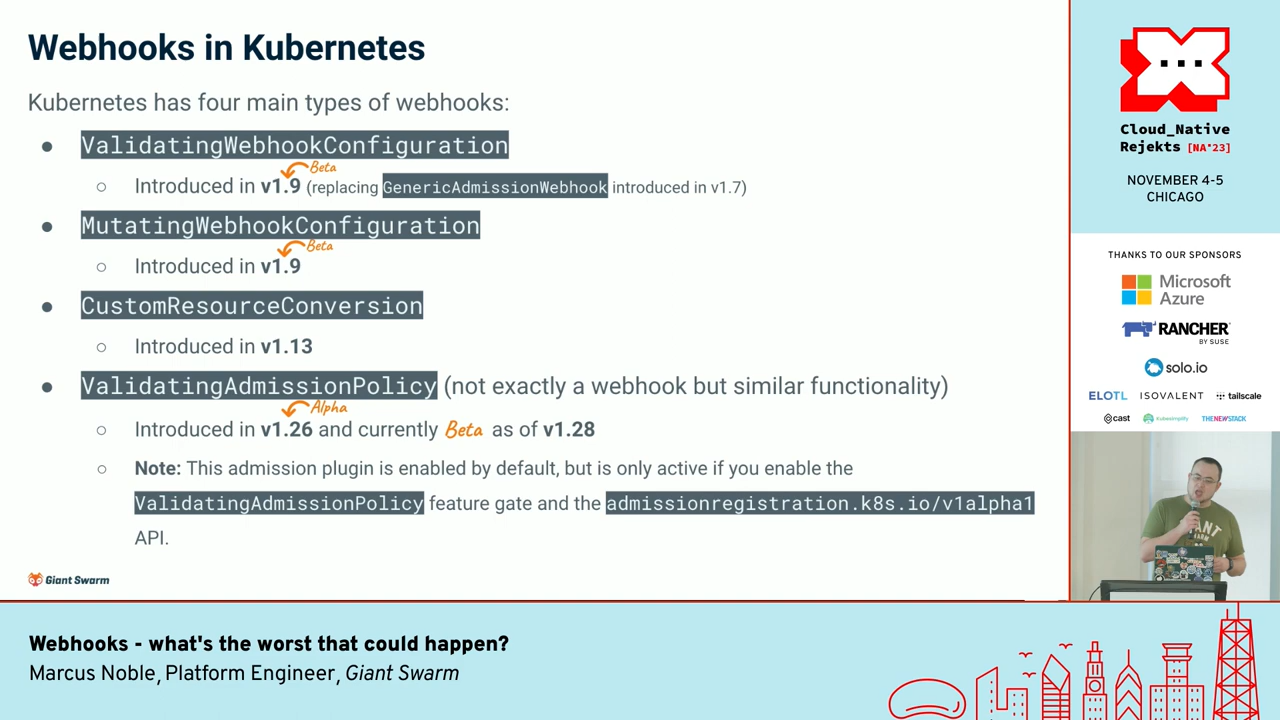 Webhooks in Kubernetes
Kubernetes has four main types of webhooks:
● ValidatingWebhookConfiguration
Beta
○ Introduced in v1.9 (replacing GenericAdmissionWebhook introduced in v1.7)
● MutatingWebhookConfiguration
Beta
○ Introduced in v1.9
● CustomResourceConversion
○ Introduced in v1.13
● ValidatingAdmissionPolicy (not exactly a webhook but similar functionality)
Alpha
○ Introduced in v1.26 and currently Beta as of v1.28
○ Note: This admission plugin is enabled by default, but is only active if you enable the
ValidatingAdmissionPolicy feature gate and the admissionregistration.k8s.io/v1alpha1
API.
Giant Swarm
Cloud_Native
Rejekts [NA'23]
NOVEMBER 4-5
CHICAGO
THANKS TO OUR SPONSORS
Microsoft
Azure
RANCHER
BY SUSE
solo.io
ELOTL ISOVALENT tailscale
cast Kubesimplify THENEWSTACK
Webhooks - what's the worst that could happen?
Marcus Noble, Platform Engineer, Giant Swarm